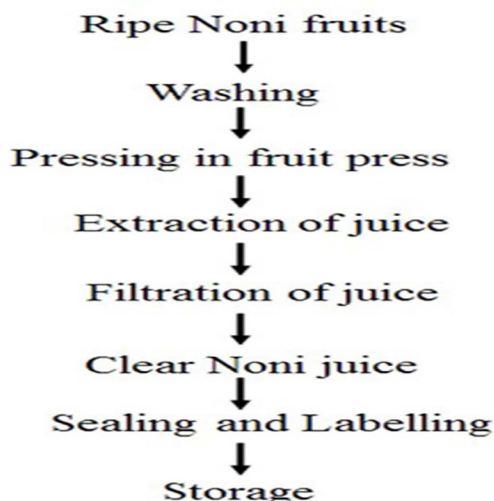 Ripe Noni fruits
Washing
Pressing in fruit press
Extraction of juice
Filtration of juice
Clear Noni juice
Sealing and Labelling
Storage